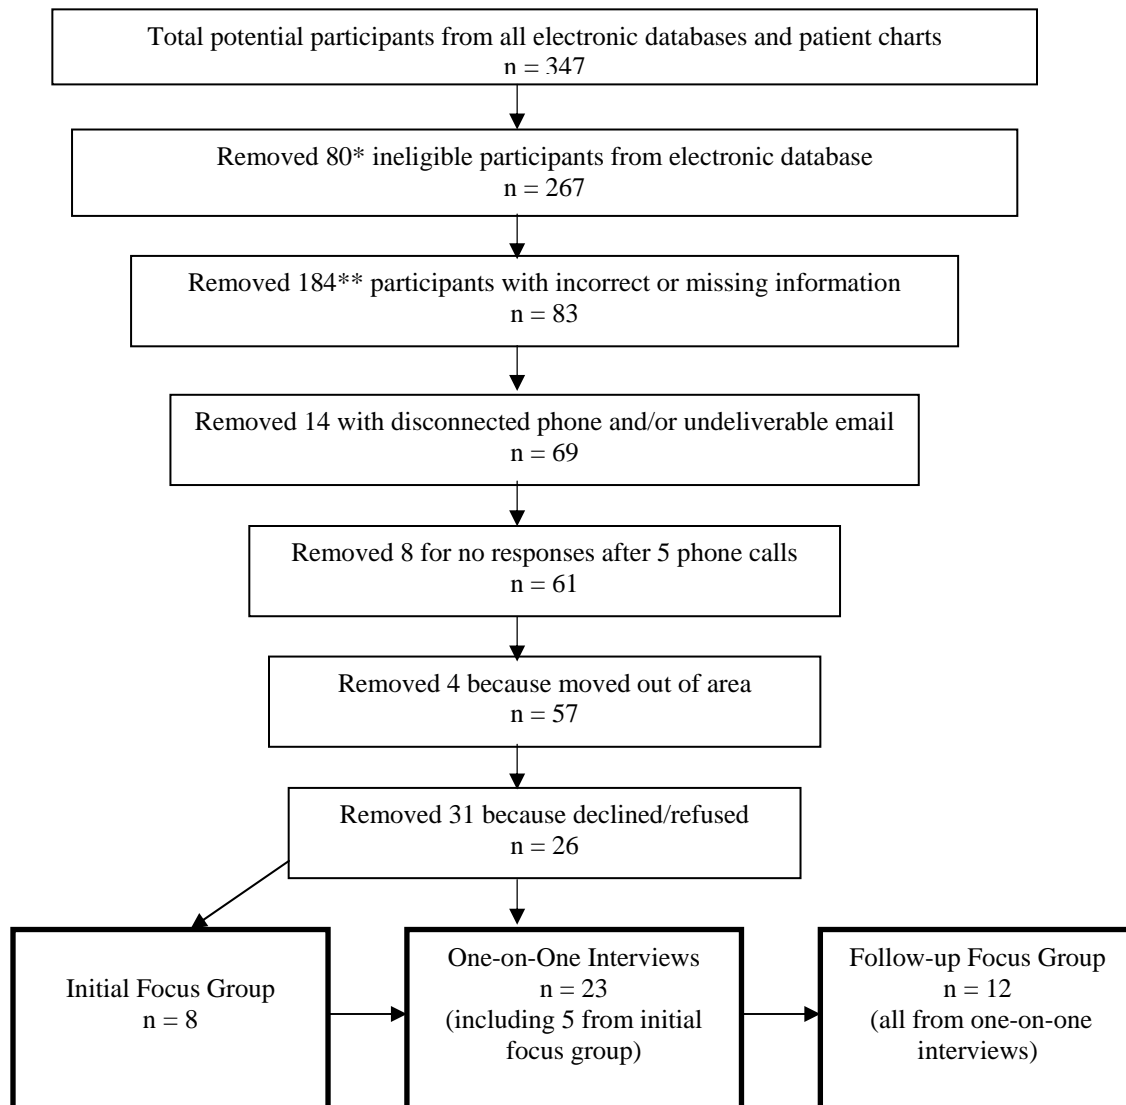 Total potential participants from all electronic databases and patient charts
n = 347
Removed 80* ineligible participants from electronic database
n = 267
Removed 184** participants with incorrect or missing information
n = 83
Removed 14 with disconnected phone and/or undeliverable email
n = 69
Removed 8 for no responses after 5 phone calls
n = 61
Removed 4 because moved out of area
n = 57
Removed 31 because declined/refused
n = 26
Initial Focus Group
n = 8
One-on-One Interviews
n = 23
(including 5 from initial
focus group)
Follow-up Focus Group
n = 12
(all from one-on-one
interviews)